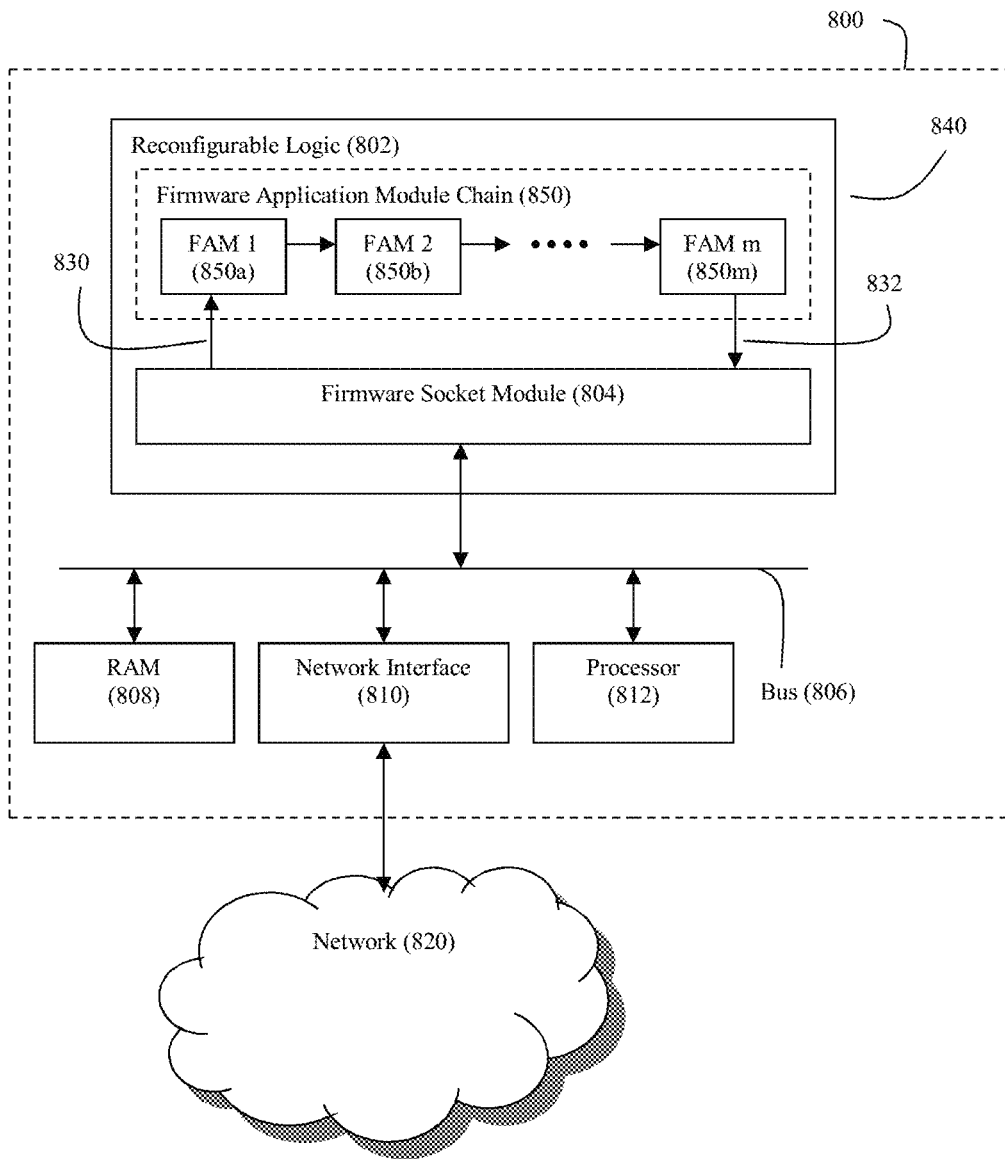 800
840
Reconfigurable Logic (802)
Firmware Application Module Chain (850)
FAM 1
(850a)
FAM 2
(850b)
FAM m
(850m)
830
832
Firmware Socket Module (804)
RAM
(808)
Network Interface
(810)
Processor
(812)
Bus (806)
Network (820)